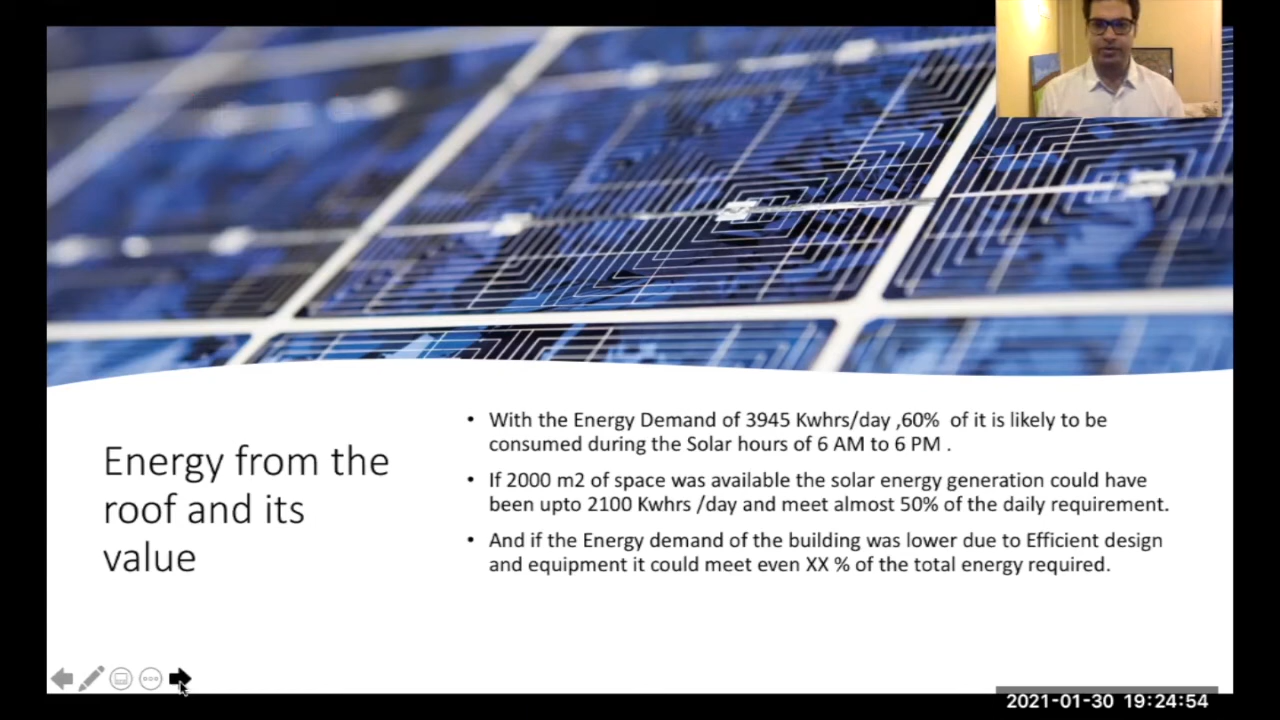 Energy from the
roof and its
value
• With the Energy Demand of 3945 Kwhrs/day ,60% of it is likely to be
consumed during the Solar hours of 6 AM to 6 PM .
• If 2000 m2 of space was available the solar energy generation could have
been upto 2100 Kwhrs /day and meet almost 50% of the daily requirement.
• And if the Energy demand of the building was lower due to Efficient design
and equipment it could meet even XX % of the total energy required.
2021-01-30 19:24:54